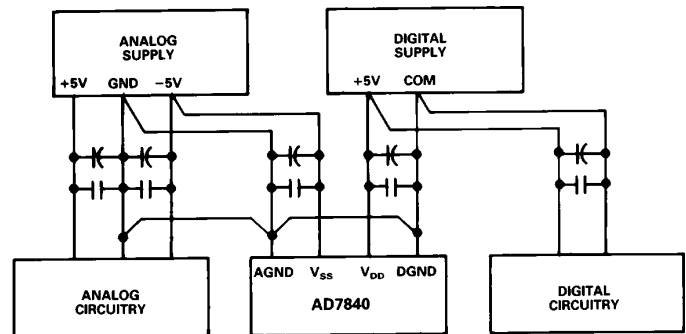 ANALOG
SUPPLY
+5V GND −5V
DIGITAL
SUPPLY
+5V COM
ANALOG
CIRCUITRY
AGND VSS VDD DGND
AD7840
DIGITAL
CIRCUITRY